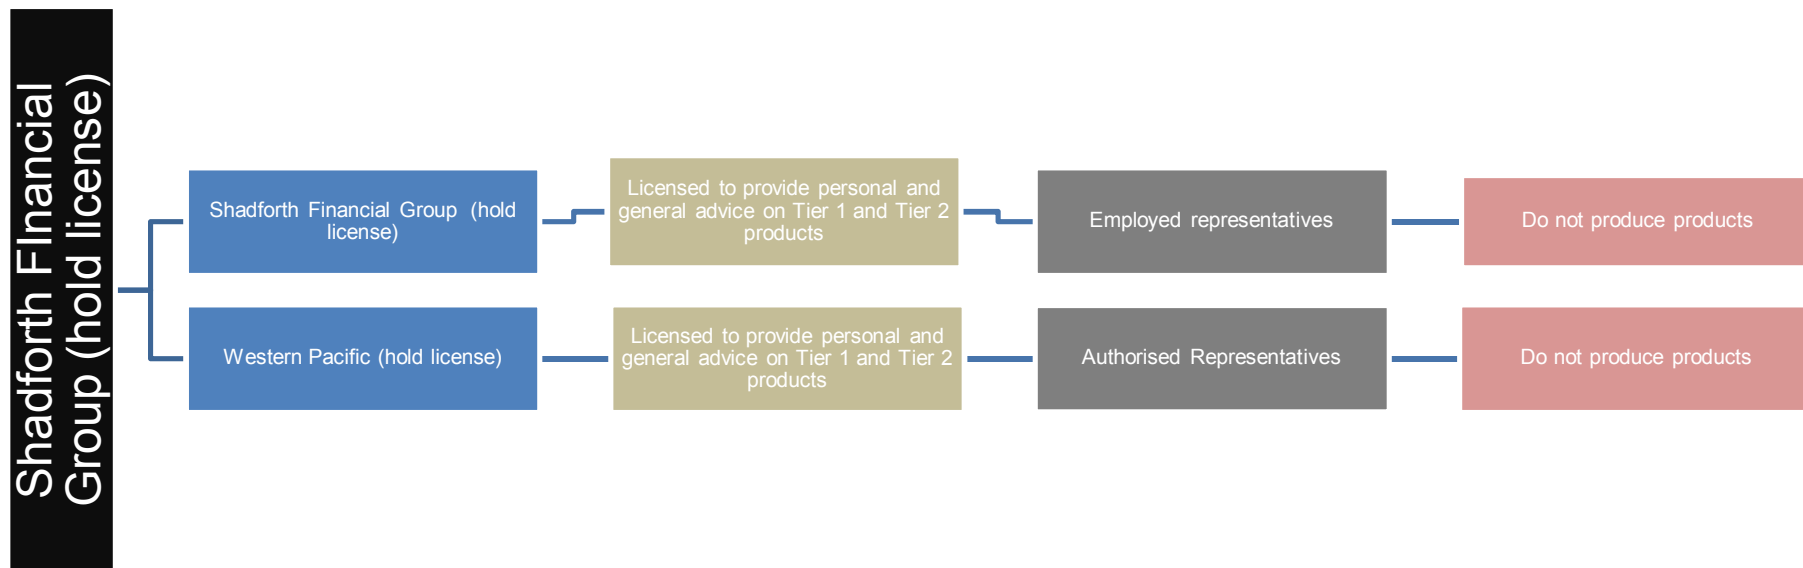 Shadforth FInancial
Group (hold license)
Shadforth Financial Group (hold
license)
Licensed to provide personal and
general advice on Tier 1 and Tier 2
products
Employed representatives
Do not produce products
Western Pacific (hold license)
Licensed to provide personal and
general advice on Tier 1 and Tier 2
products
Authorised Representatives
Do not produce products